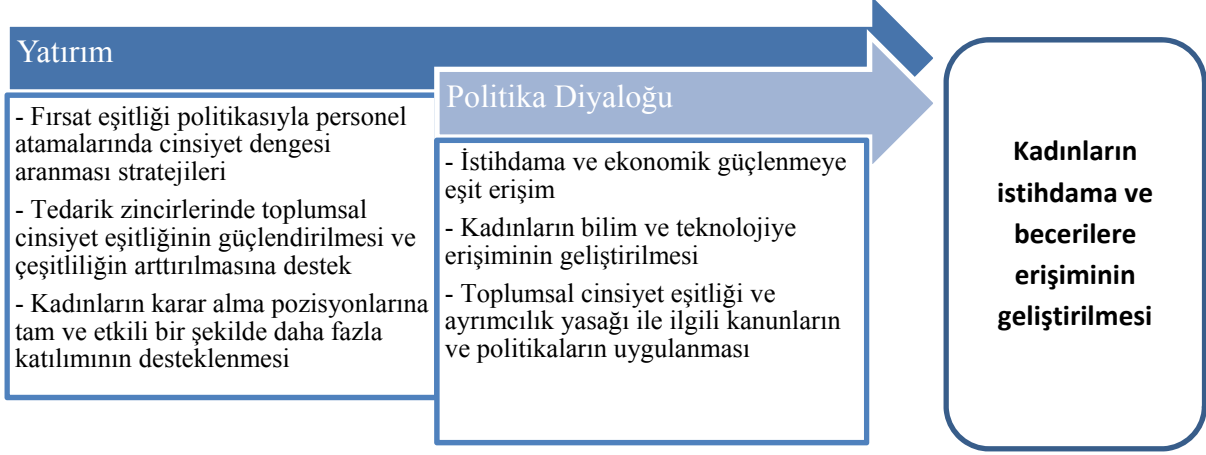 Yatırım
- Fırsat eşitliği politikasıyla personel
atamalarında cinsiyet dengesi
aranması stratejileri
- Tedarik zincirlerinde toplumsal
cinsiyet eşitliğinin güçlendirilmesi ve
çeşitliliğin arttırılmasına destek
- Kadınların karar alma pozisyonlarına
tam ve etkili bir şekilde daha fazla
katılımının desteklenmesi
Politika Diyaloğu
- İstihdama ve ekonomik güçlenmeye
eşit erişim
- Kadınların bilim ve teknolojiye
erişiminin geliştirilmesi
- Toplumsal cinsiyet eşitliği ve
ayrımcılık yasağı ile ilgili kanunların
ve politikaların uygulanması
Kadınların
istihdama ve
becerilere
erişiminin
geliştirilmesi